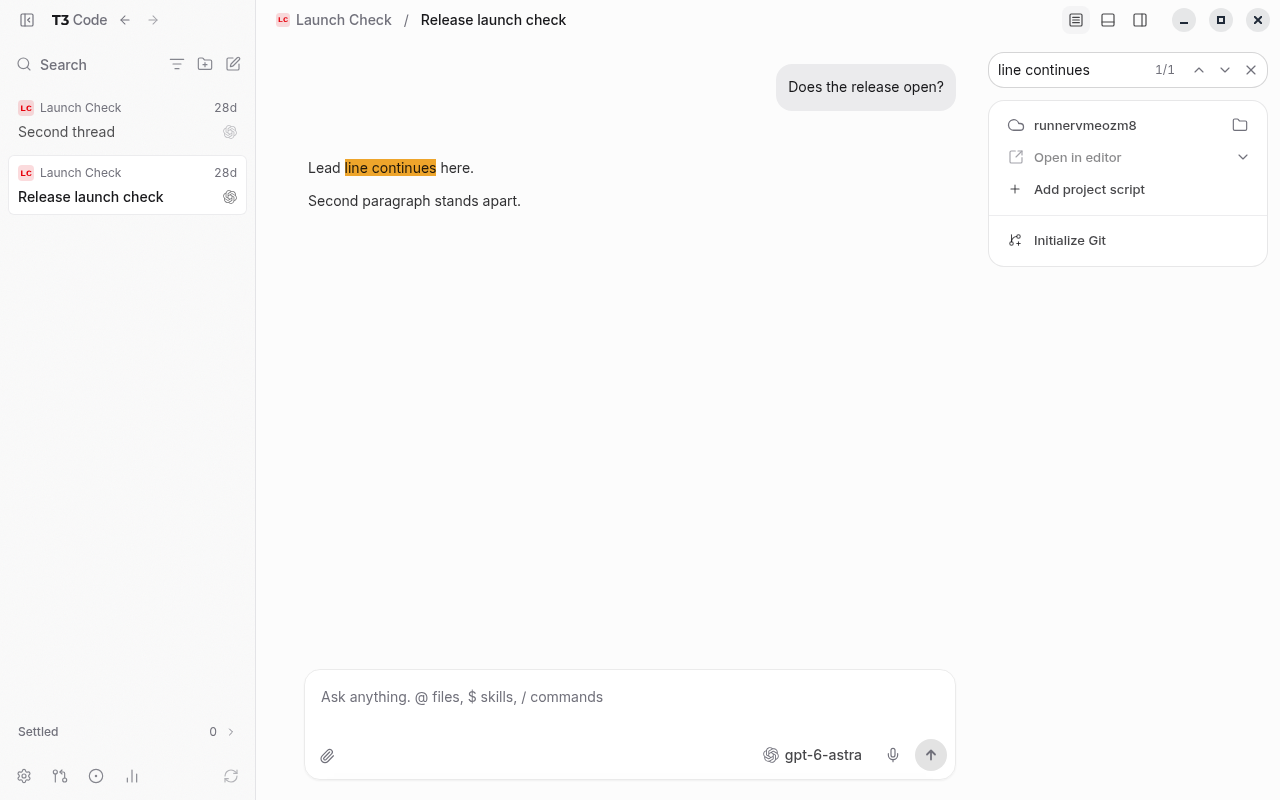 T3 Code
LC Launch Check / Release launch check
Search
LC Launch Check 28d
Second thread
LC Launch Check 28d
Release launch check
Does the release open?
Lead line continues here.
Second paragraph stands apart.
line continues 1/1
runnervmeozm8
Open in editor
Add project script
Initialize Git
Ask anything. @ files, $ skills, / commands
gpt-6-astra
Settled 0